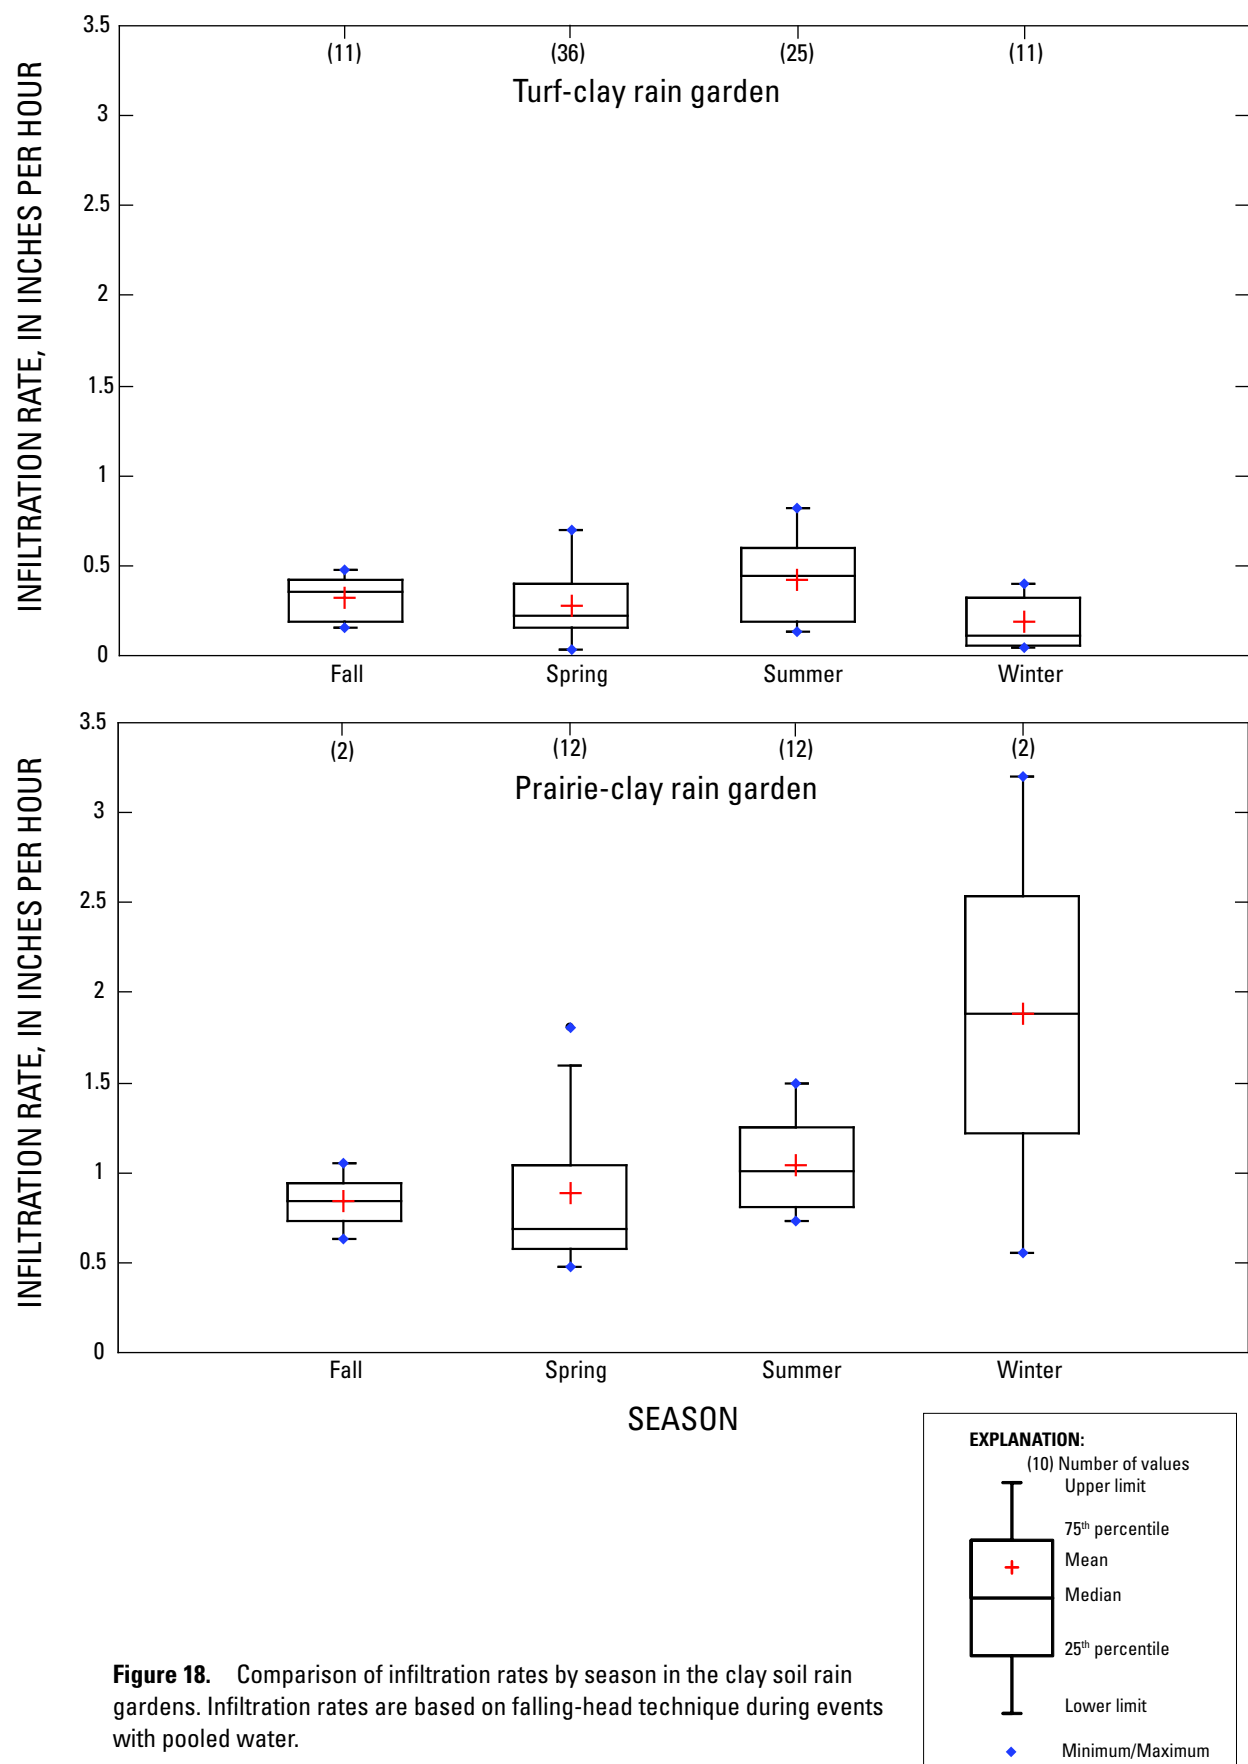 3.5
3
2.5
2
1.5
1
0.5
0
INFILTRATION RATE, IN INCHES PER HOUR
(11) (36) (25) (11)
Turf-clay rain garden
Fall Spring Summer Winter
3.5
3
2.5
2
1.5
1
0.5
0
INFILTRATION RATE, IN INCHES PER HOUR
(2) (12) (12) (2)
Prairie-clay rain garden
Fall Spring Summer Winter
SEASON
EXPLANATION:
(10) Number of values
Upper limit
75th percentile
Mean
Median
25th percentile
Lower limit
Minimum/Maximum
Figure 18. Comparison of infiltration rates by season in the clay soil rain
gardens. Infiltration rates are based on falling-head technique during events
with pooled water.